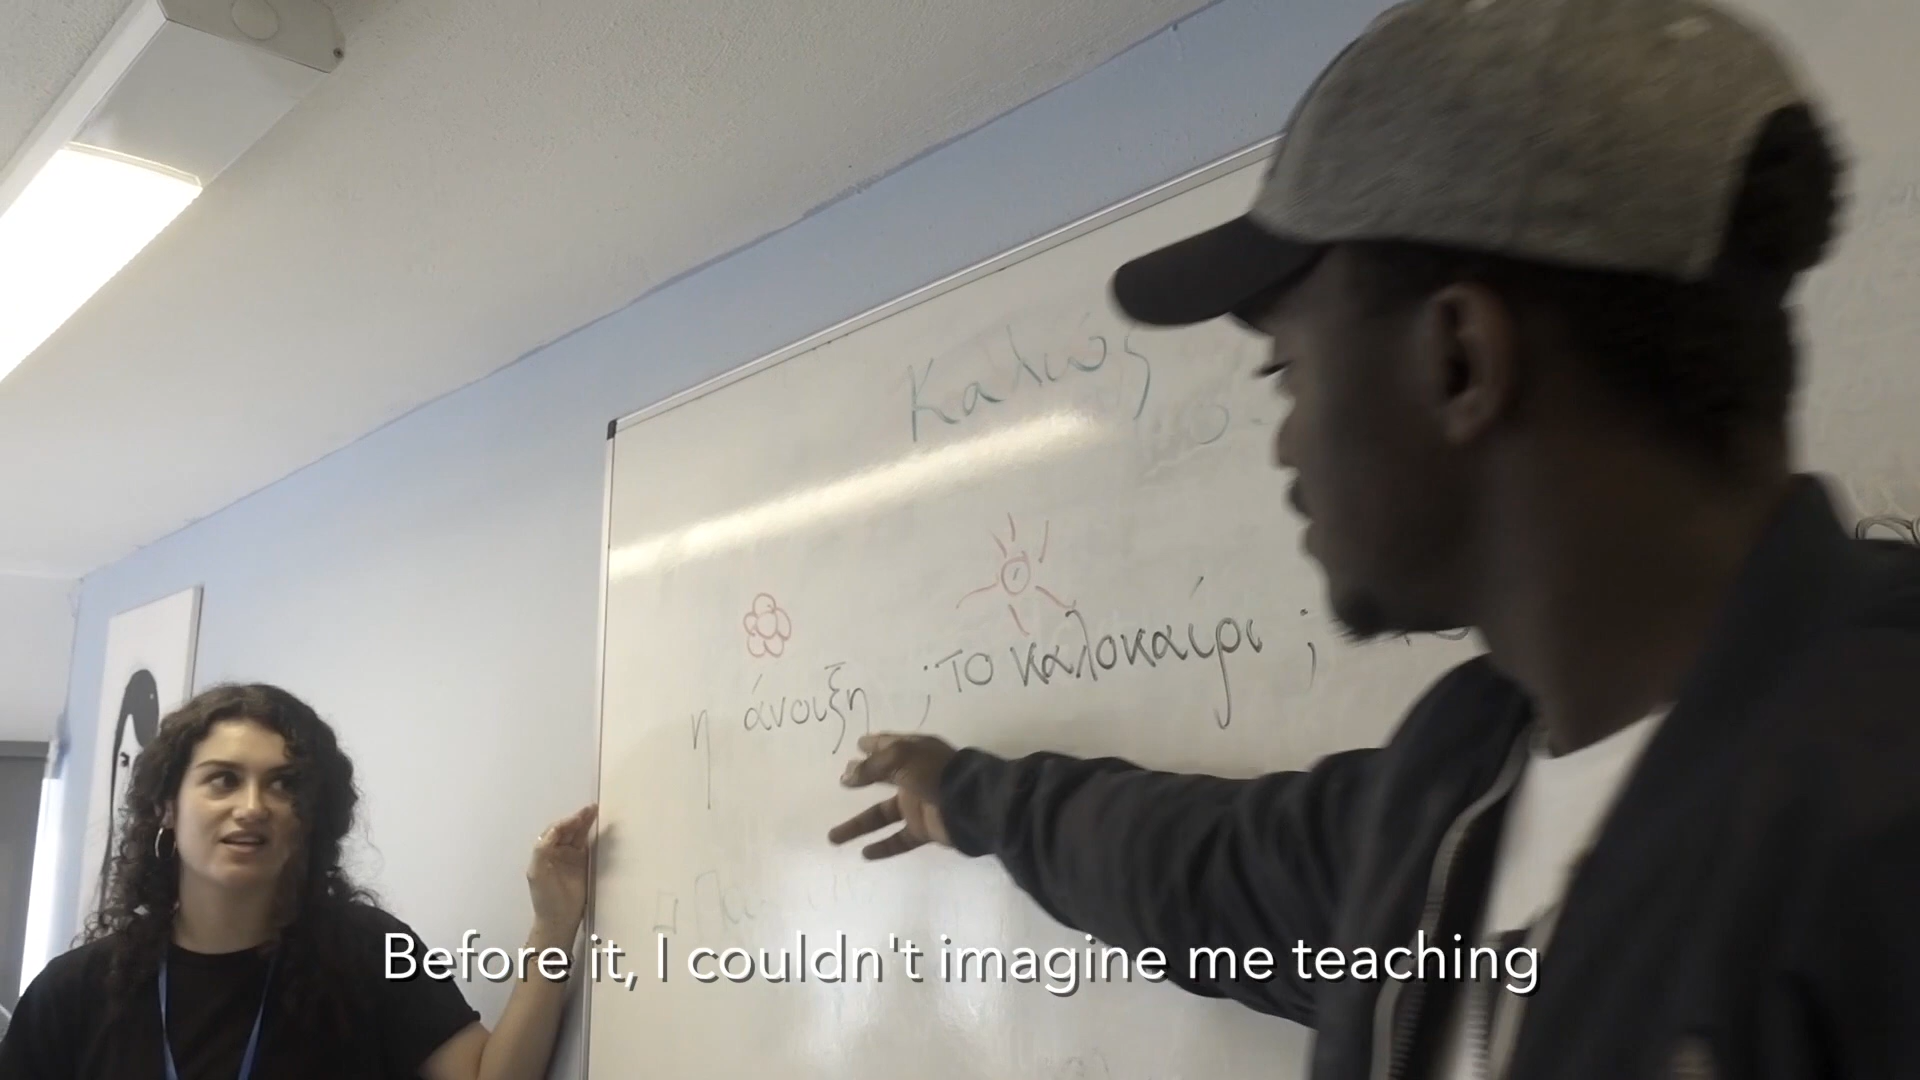 Καλώς
η άνοιξη ; το καλοκαίρι ;
Before it, I couldn't imagine me teaching